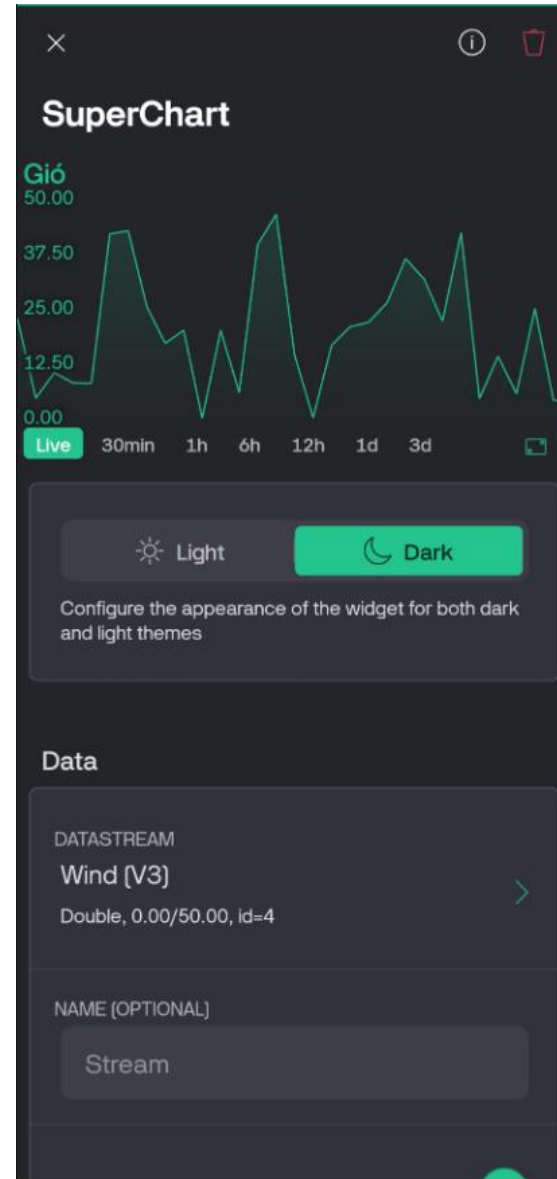 SuperChart
Gió
50.00
37.50
25.00
12.50
0.00
Live 30min 1h 6h 12h 1d 3d
Light Dark
Configure the appearance of the widget for both dark
and light themes
Data
DATASTREAM
Wind (V3)
Double, 0.00/50.00, id=4
NAME (OPTIONAL)
Stream